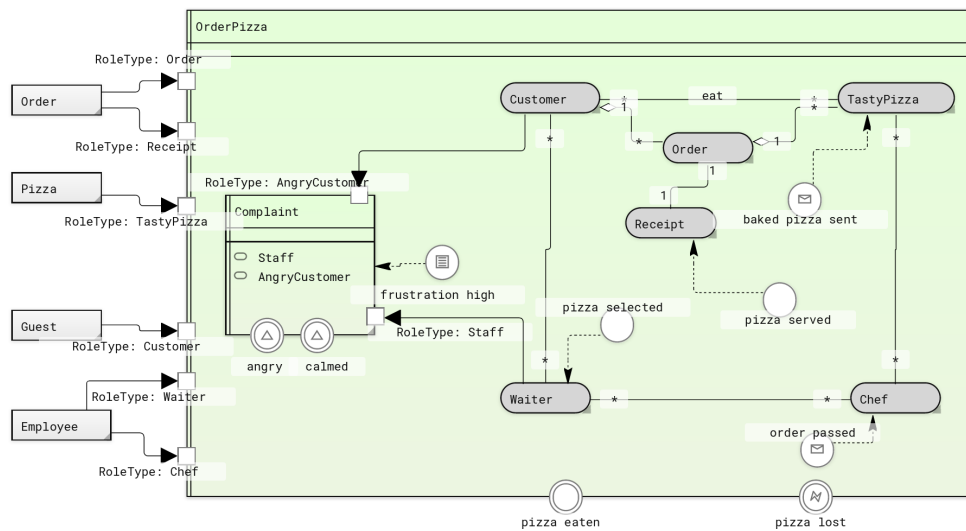 OrderPizza
RoleType: Order
Order
RoleType: Receipt
Pizza
RoleType: TastyPizza
Guest
RoleType: Customer
RoleType: Waiter
Employee
RoleType: Chef
RoleType: AngryCustomer
Complaint
Staff
AngryCustomer
angry
calmed
frustration high
RoleType: Staff
Customer
*
eat
*
TastyPizza
1
*
*
*
Order
1
*
1
1
Receipt
baked pizza sent
pizza selected
pizza served
*
*
Waiter
*
*
Chef
order passed
pizza eaten
pizza lost